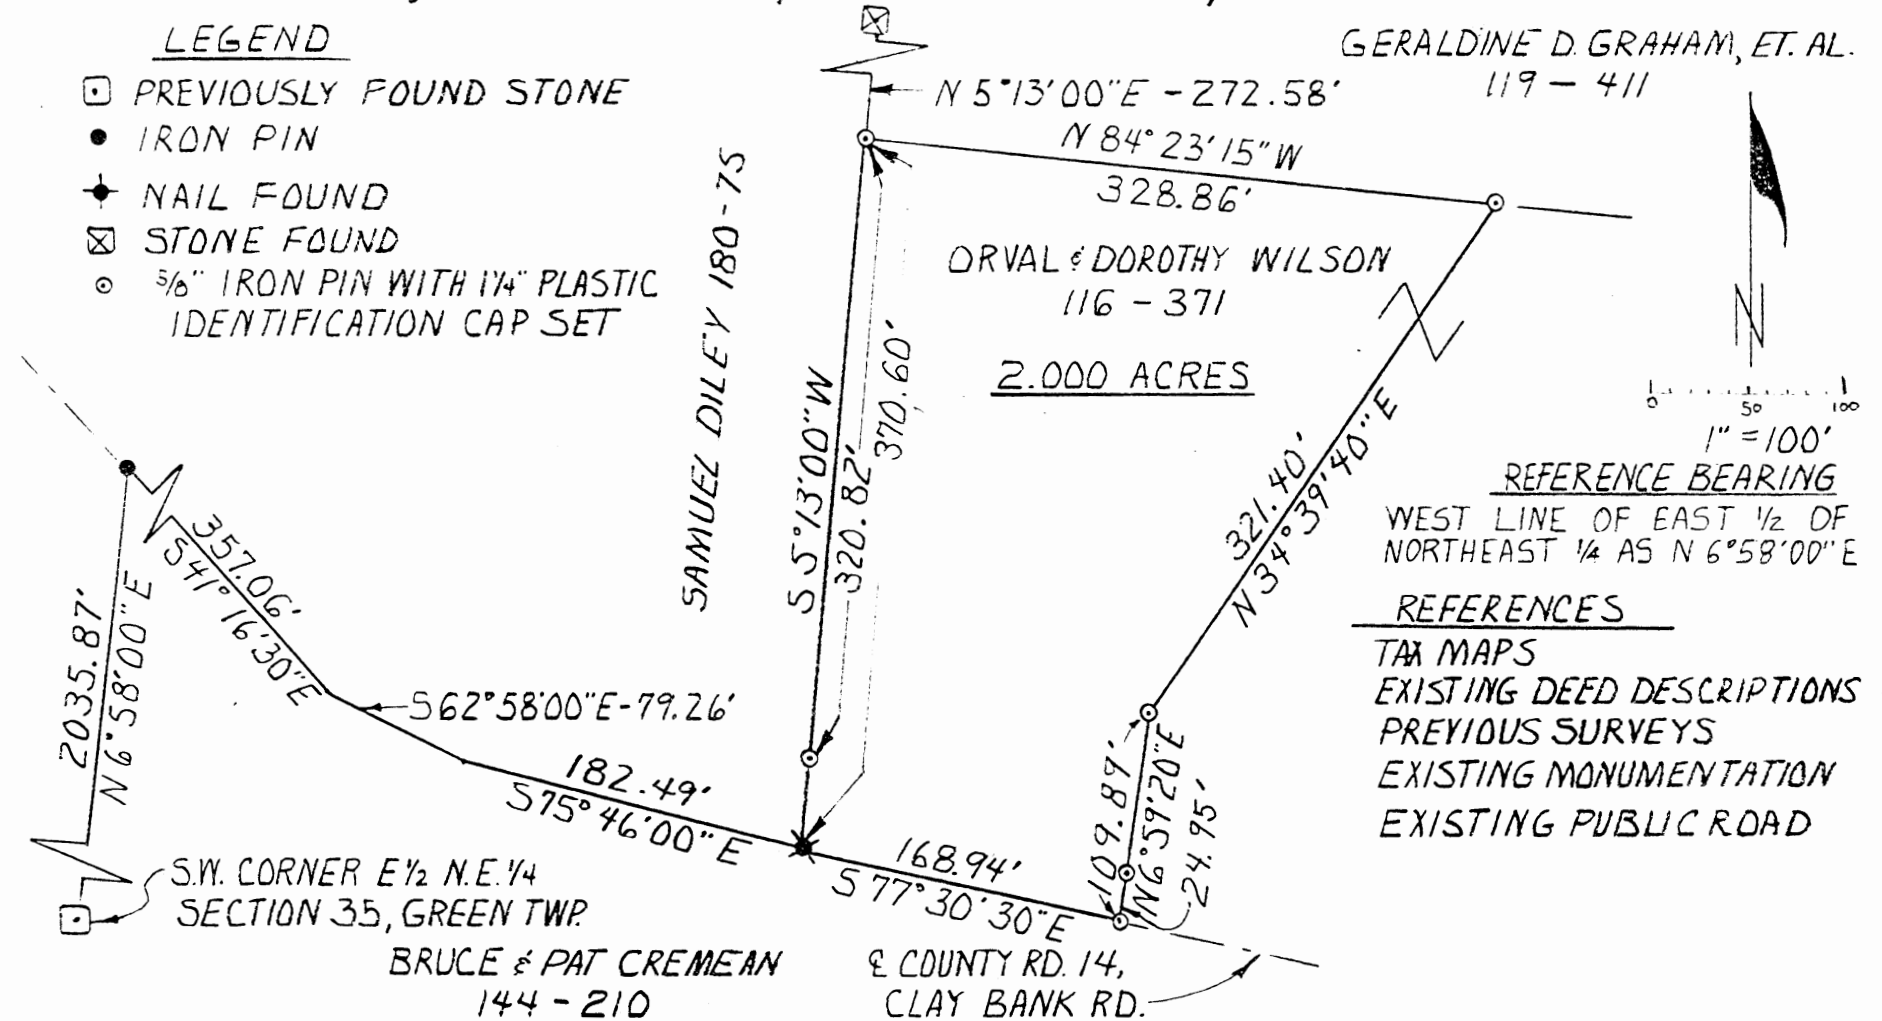 LEGEND
PREVIOUSLY FOUND STONE
IRON PIN
NAIL FOUND
STONE FOUND
5/8" IRON PIN WITH 1¼" PLASTIC
IDENTIFICATION CAP SET
GERALDINE D. GRAHAM, ET. AL.
119 - 411
N 5°13'00"E - 272.58'
N 84°23'15"W
328.86'
ORVAL & DOROTHY WILSON
116 - 371
2.000 ACRES
SAMUEL DILEY 180-75
S 5°13'00"W
320.82'
370.60'
321.40'
N 34°39'40"E
N
0 50 100
1" = 100'
REFERENCE BEARING
WEST LINE OF EAST ½ OF
NORTHEAST ¼ AS N 6°58'00"E
REFERENCES
TAX MAPS
EXISTING DEED DESCRIPTIONS
PREVIOUS SURVEYS
EXISTING MONUMENTATION
EXISTING PUBLIC ROAD
357.06'
S41°16'30"E
2035.87'
N 6°58'00"E
S62°58'00"E-79.26'
182.49'
S75°46'00"E
168.94'
S 77°30'30"E
109.89'
N6°59'20"E
24.95'
S.W. CORNER E½ N.E.¼
SECTION 35, GREEN TWP.
BRUCE & PAT CREMEAN
144 - 210
℄ COUNTY RD. 14,
CLAY BANK RD.